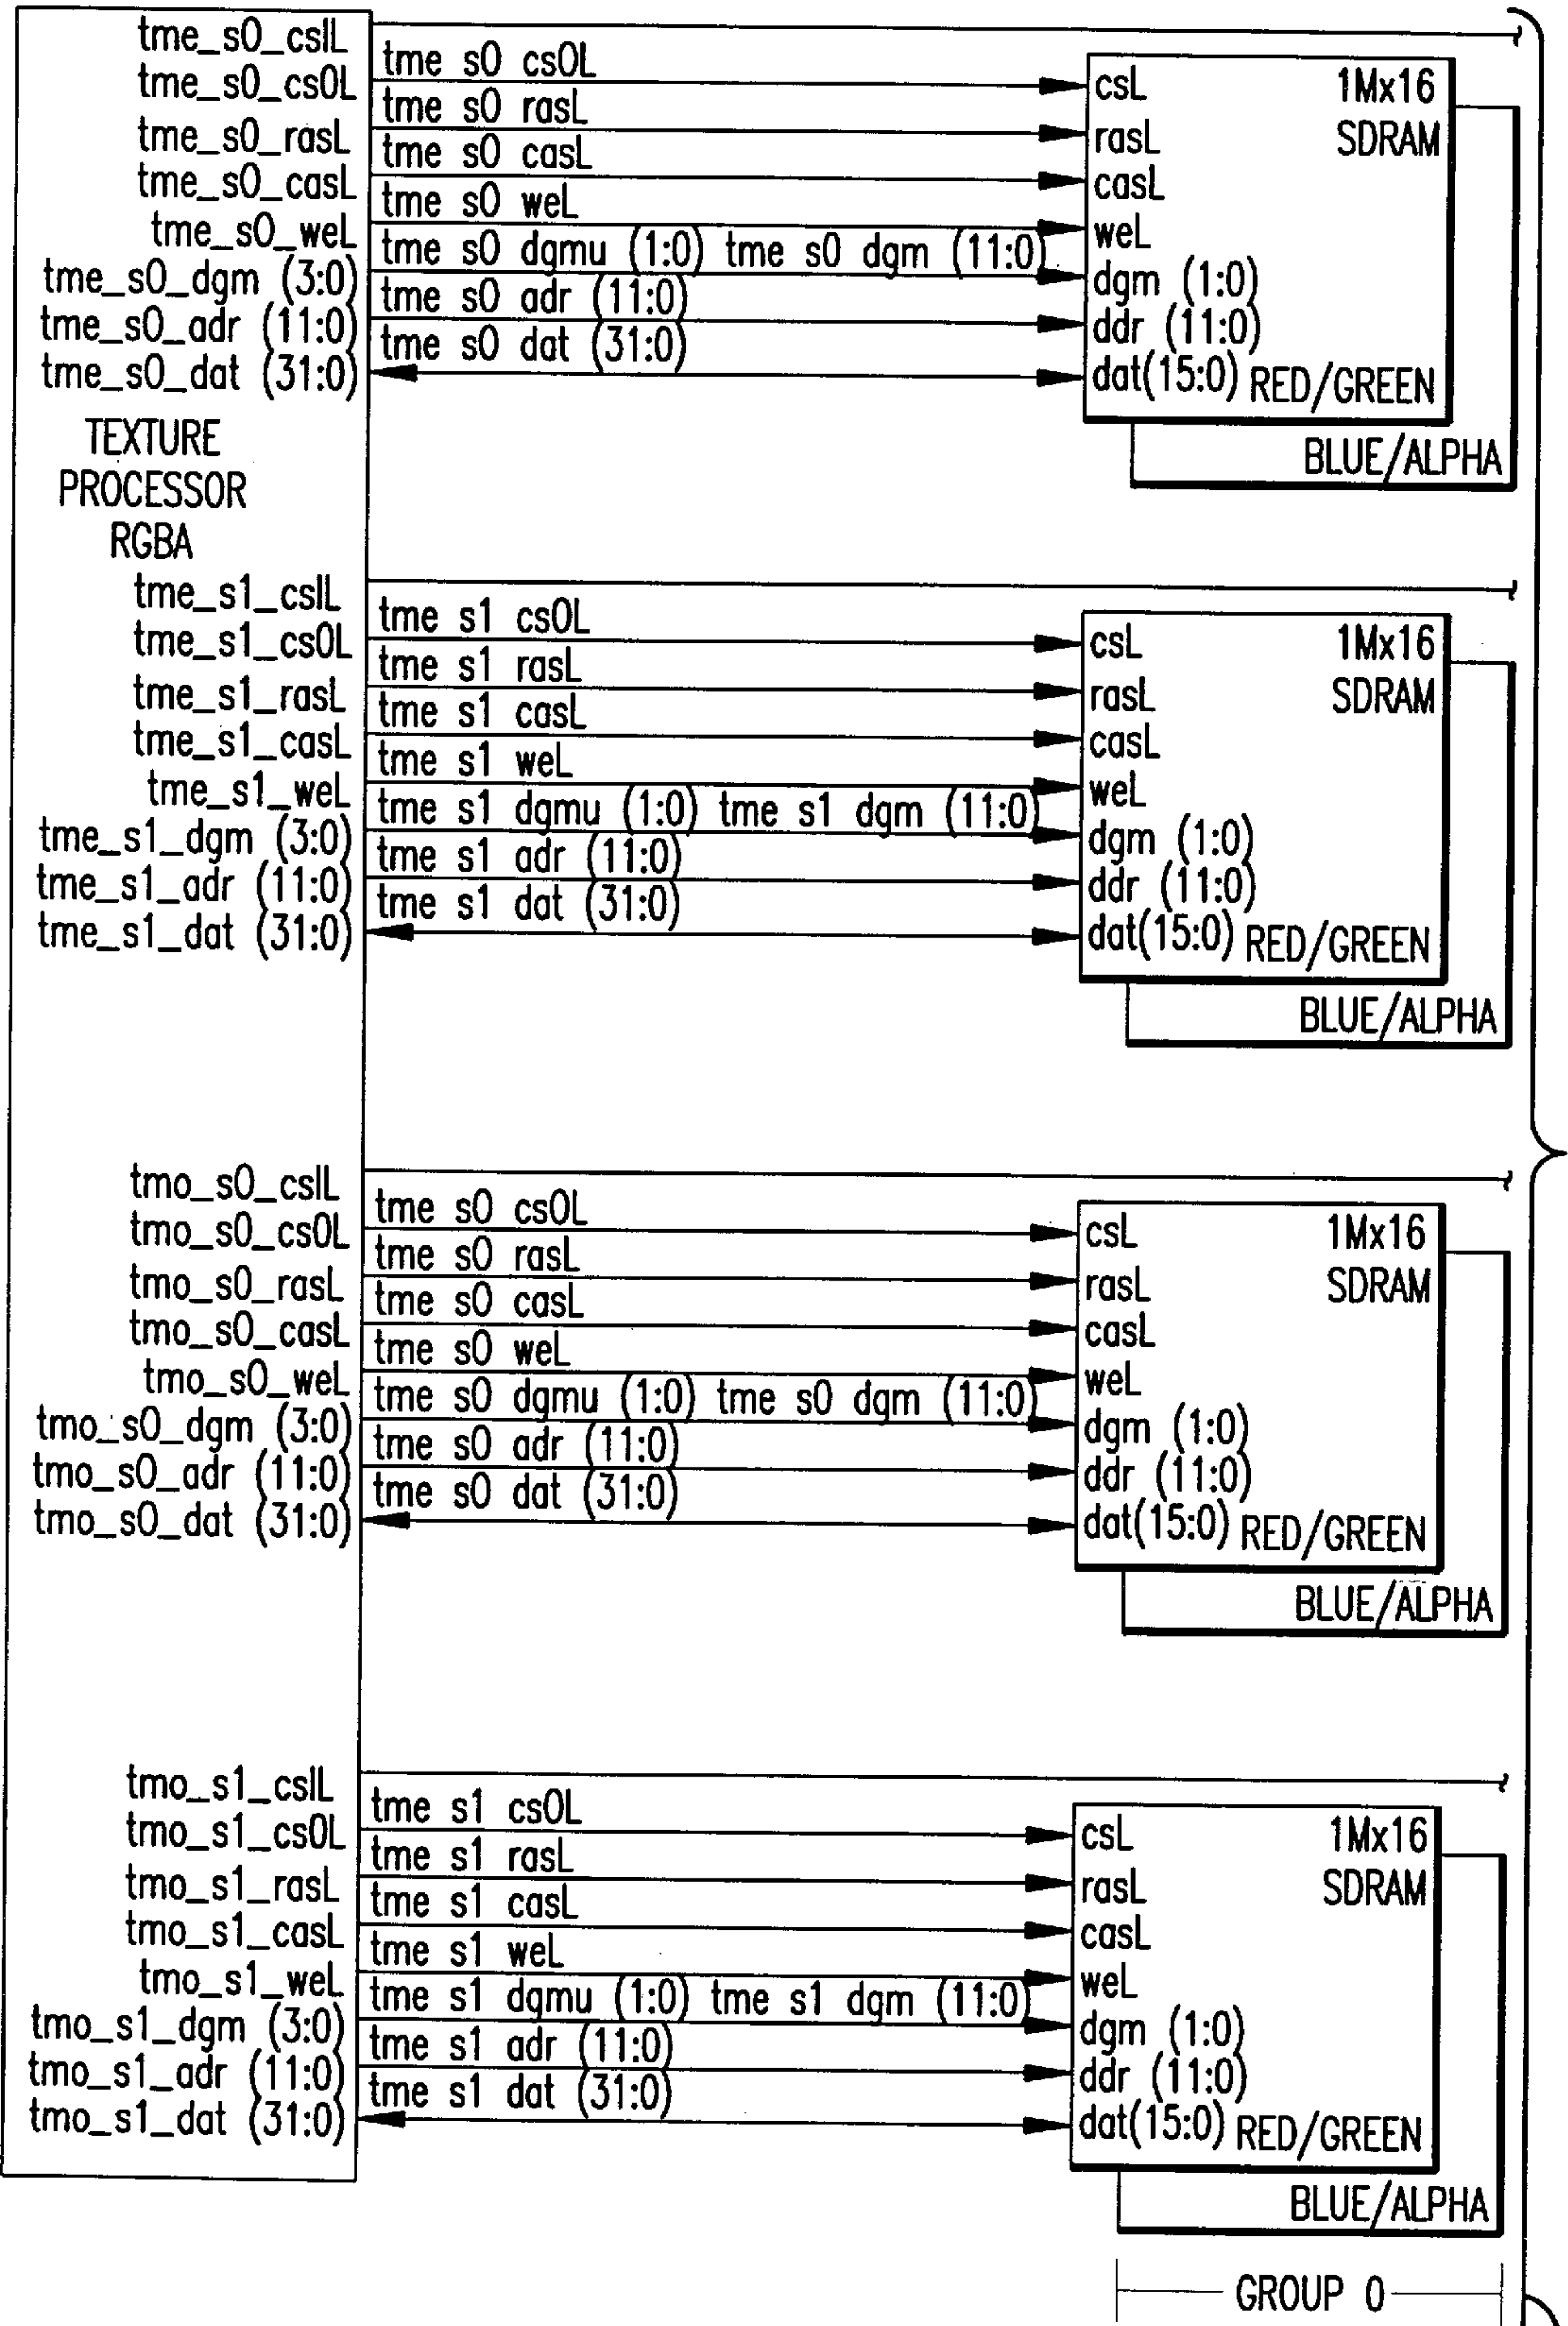 tme_s0_cslL
tme_s0_cs0L
tme_s0_rasL
tme_s0_casL
tme_s0_weL
tme_s0_dgm (3:0)
tme_s0_adr (11:0)
tme_s0_dat (31:0)
tme s0 cs0L
tme s0 rasL
tme s0 casL
tme s0 weL
tme s0 dgmu (1:0) tme s0 dgm (11:0)
tme s0 adr (11:0)
tme s0 dat (31:0)
csL 1Mx16
rasL SDRAM
casL
weL
dgm (1:0)
ddr (11:0)
dat(15:0) RED/GREEN
BLUE/ALPHA
TEXTURE
PROCESSOR
RGBA
tme_s1_cslL
tme_s1_cs0L
tme_s1_rasL
tme_s1_casL
tme_s1_weL
tme_s1_dgm (3:0)
tme_s1_adr (11:0)
tme_s1_dat (31:0)
tme s1 cs0L
tme s1 rasL
tme s1 casL
tme s1 weL
tme s1 dgmu (1:0) tme s1 dgm (11:0)
tme s1 adr (11:0)
tme s1 dat (31:0)
csL 1Mx16
rasL SDRAM
casL
weL
dgm (1:0)
ddr (11:0)
dat(15:0) RED/GREEN
BLUE/ALPHA
tmo_s0_cslL
tmo_s0_cs0L
tmo_s0_rasL
tmo_s0_casL
tmo_s0_weL
tmo_s0_dgm (3:0)
tmo_s0_adr (11:0)
tmo_s0_dat (31:0)
tme s0 cs0L
tme s0 rasL
tme s0 casL
tme s0 weL
tme s0 dgmu (1:0) tme s0 dgm (11:0)
tme s0 adr (11:0)
tme s0 dat (31:0)
csL 1Mx16
rasL SDRAM
casL
weL
dgm (1:0)
ddr (11:0)
dat(15:0) RED/GREEN
BLUE/ALPHA
tmo_s1_cslL
tmo_s1_cs0L
tmo_s1_rasL
tmo_s1_casL
tmo_s1_weL
tmo_s1_dgm (3:0)
tmo_s1_adr (11:0)
tmo_s1_dat (31:0)
tme s1 cs0L
tme s1 rasL
tme s1 casL
tme s1 weL
tme s1 dgmu (1:0) tme s1 dgm (11:0)
tme s1 adr (11:0)
tme s1 dat (31:0)
csL 1Mx16
rasL SDRAM
casL
weL
dgm (1:0)
ddr (11:0)
dat(15:0) RED/GREEN
BLUE/ALPHA
GROUP 0